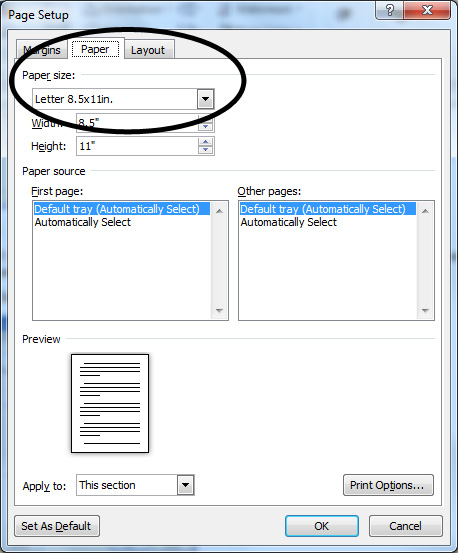 Page Setup
Margins Paper Layout
Paper size:
Letter 8.5x11in.
Width: 8.5"
Height: 11"
Paper source
First page: Other pages:
Default tray (Automatically Select) Default tray (Automatically Select)
Automatically Select Automatically Select
Preview
Apply to: This section Print Options...
Set As Default OK Cancel